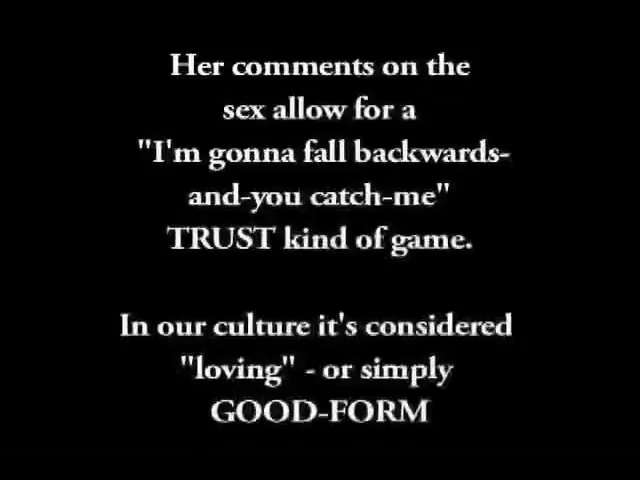 Her comments on the
sex allow for a
"I'm gonna fall backwards-
and-you catch-me"
TRUST kind of game.
In our culture it's considered
"loving" - or simply
GOOD-FORM